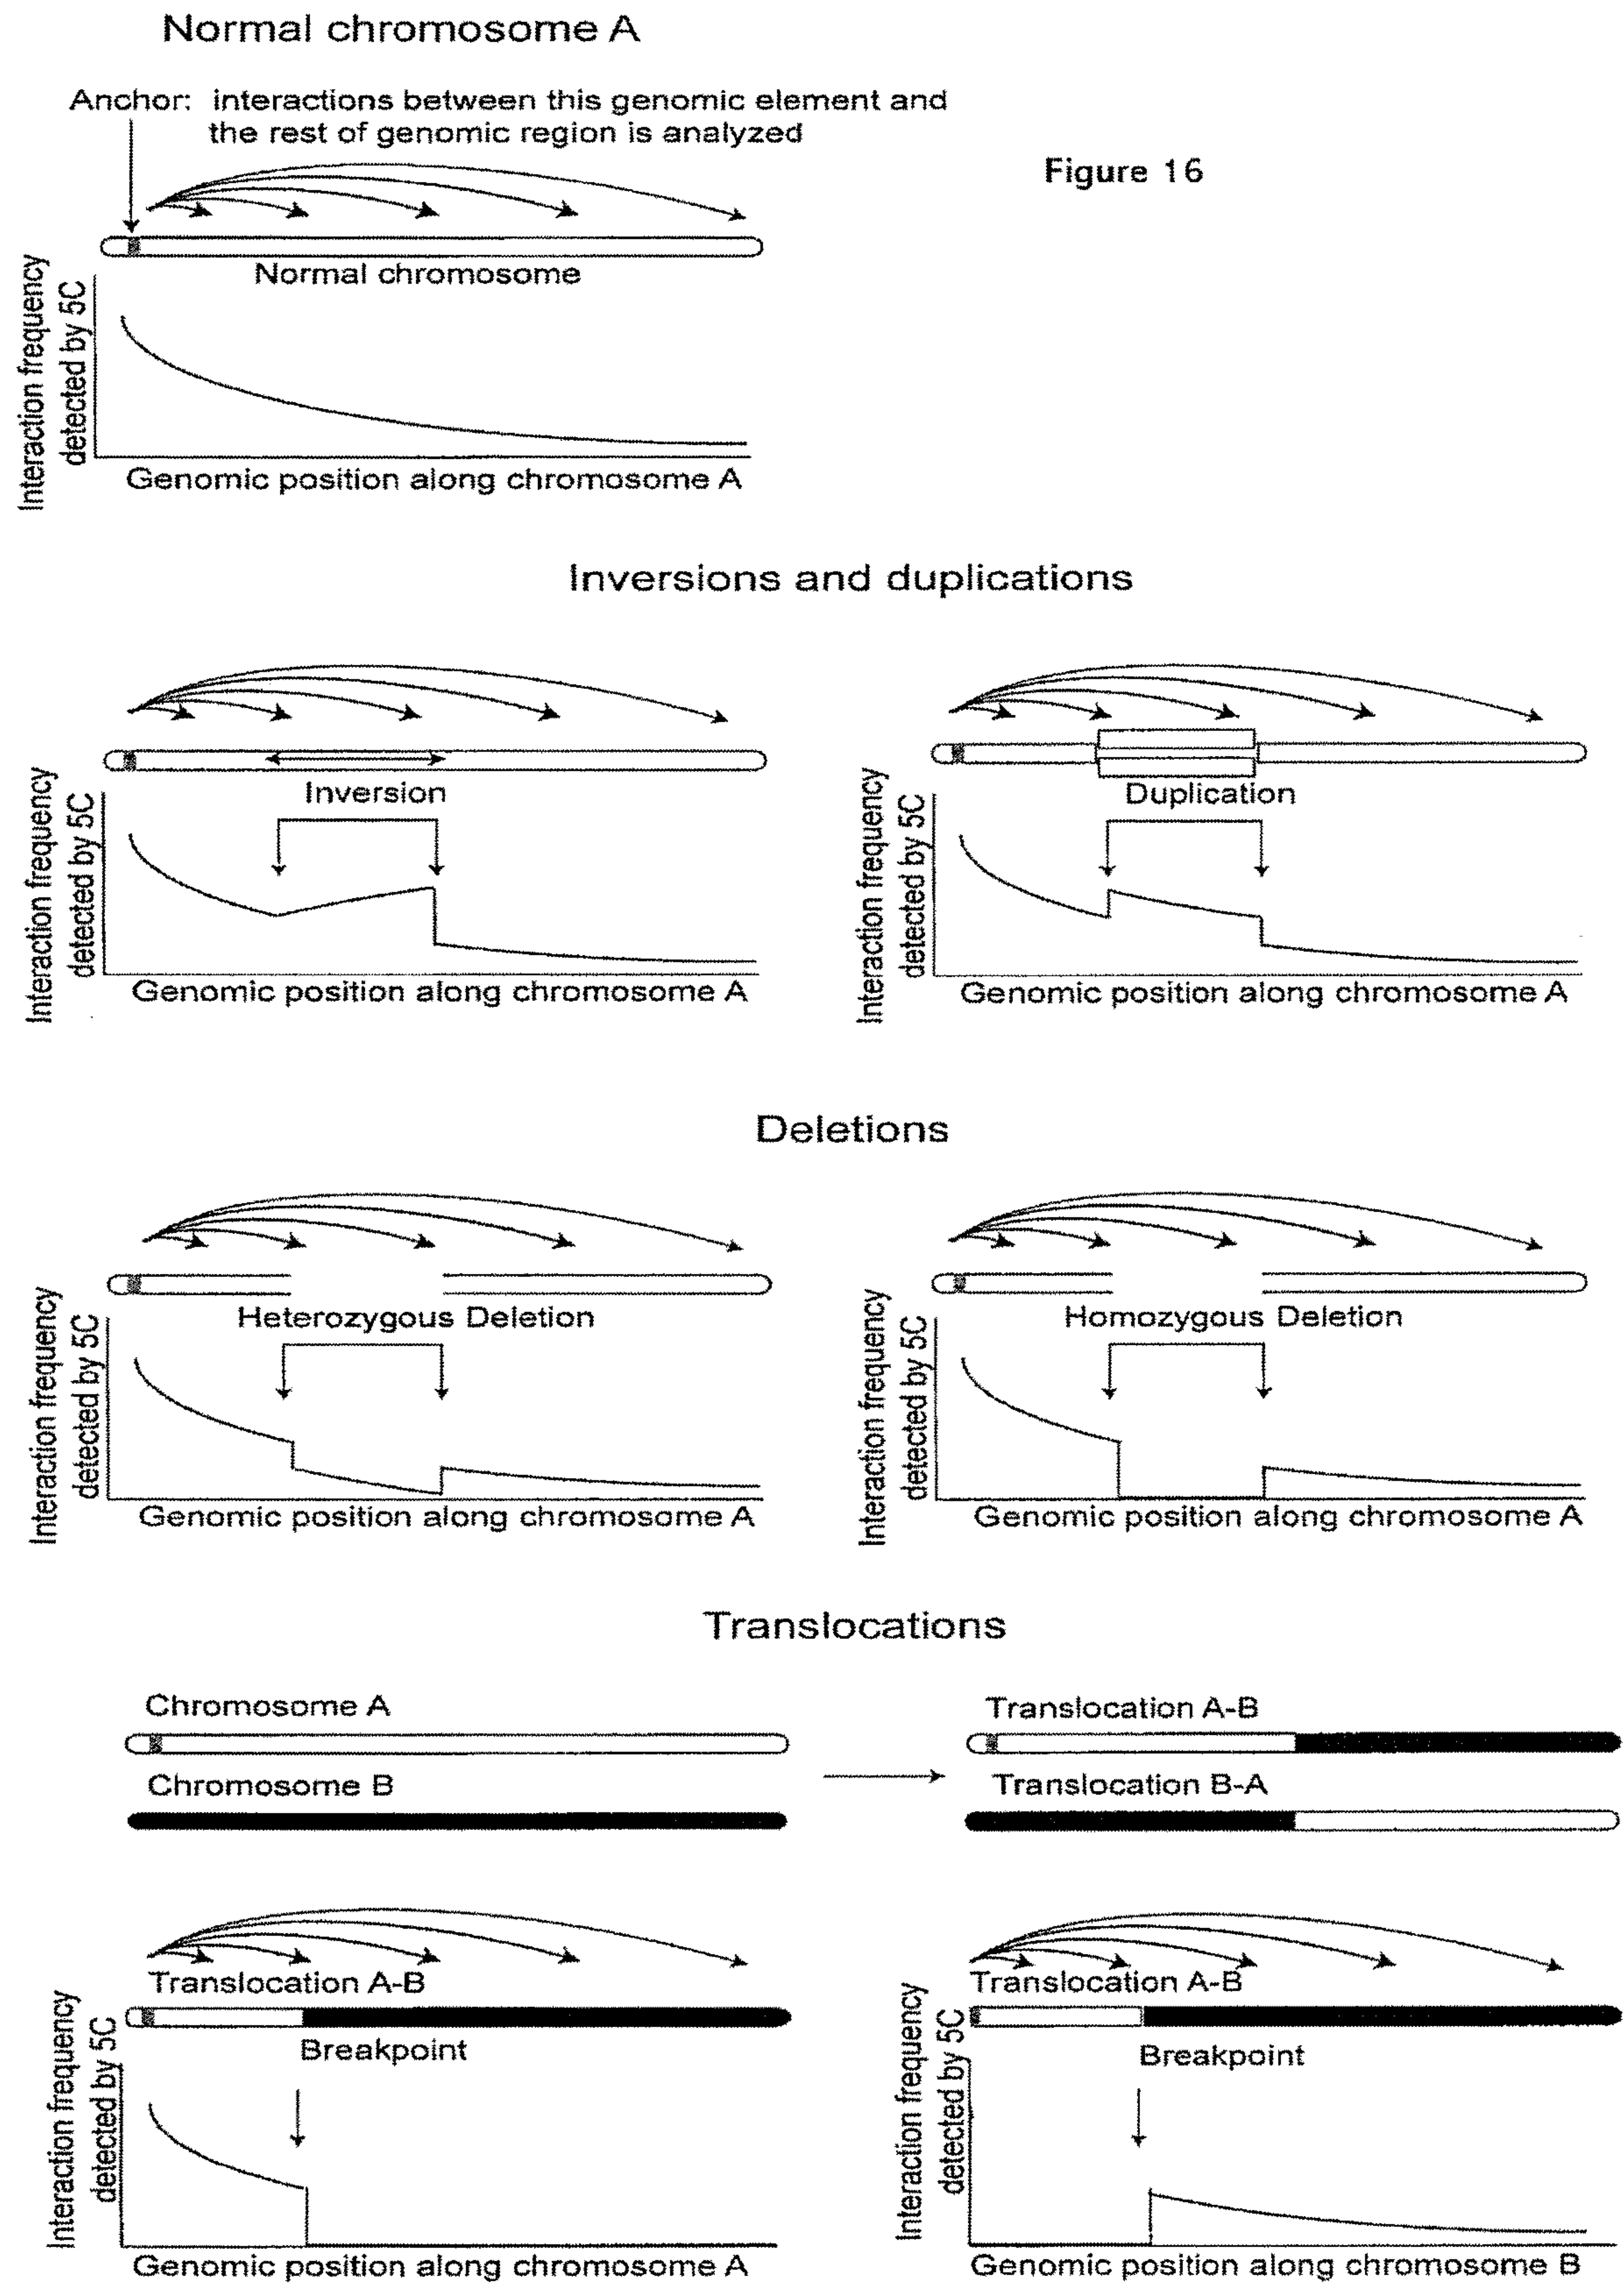 Normal chromosome A
Anchor: interactions between this genomic element and
the rest of genomic region is analyzed
Figure 16
Normal chromosome
Interaction frequency
detected by 5C
Genomic position along chromosome A
Inversions and duplications
Inversion
Interaction frequency
detected by 5C
Genomic position along chromosome A
Duplication
Interaction frequency
detected by 5C
Genomic position along chromosome A
Deletions
Heterozygous Deletion
Interaction frequency
detected by 5C
Genomic position along chromosome A
Homozygous Deletion
Interaction frequency
detected by 5C
Genomic position along chromosome A
Translocations
Chromosome A
Chromosome B
Translocation A-B
Translocation B-A
Translocation A-B
Breakpoint
Interaction frequency
detected by 5C
Genomic position along chromosome A
Translocation A-B
Breakpoint
Interaction frequency
detected by 5C
Genomic position along chromosome B